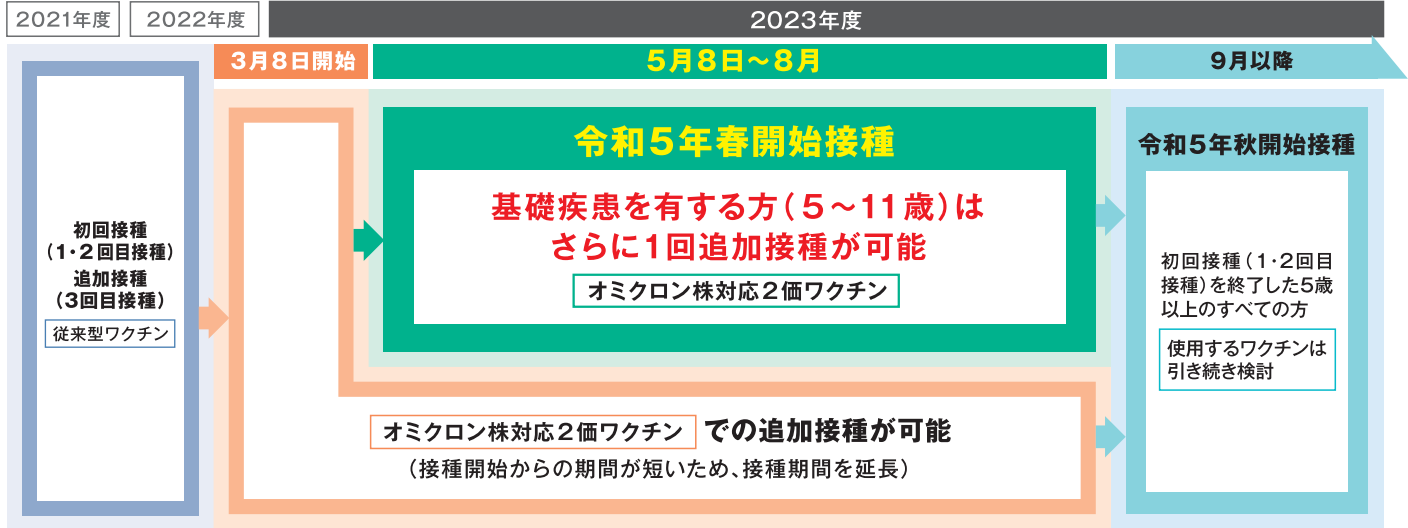 2021年度
2022年度
2023年度
3月8日開始
5月8日～8月
9月以降
初回接種
（1・2回目接種）
追加接種
（3回目接種）
従来型ワクチン
令和5年春開始接種
基礎疾患を有する方（5～11歳）は
さらに1回追加接種が可能
オミクロン株対応2価ワクチン
オミクロン株対応2価ワクチン での追加接種が可能
（接種開始からの期間が短いため、接種期間を延長）
令和5年秋開始接種
初回接種（1・2回目
接種）を終了した5歳
以上のすべての方
使用するワクチンは
引き続き検討